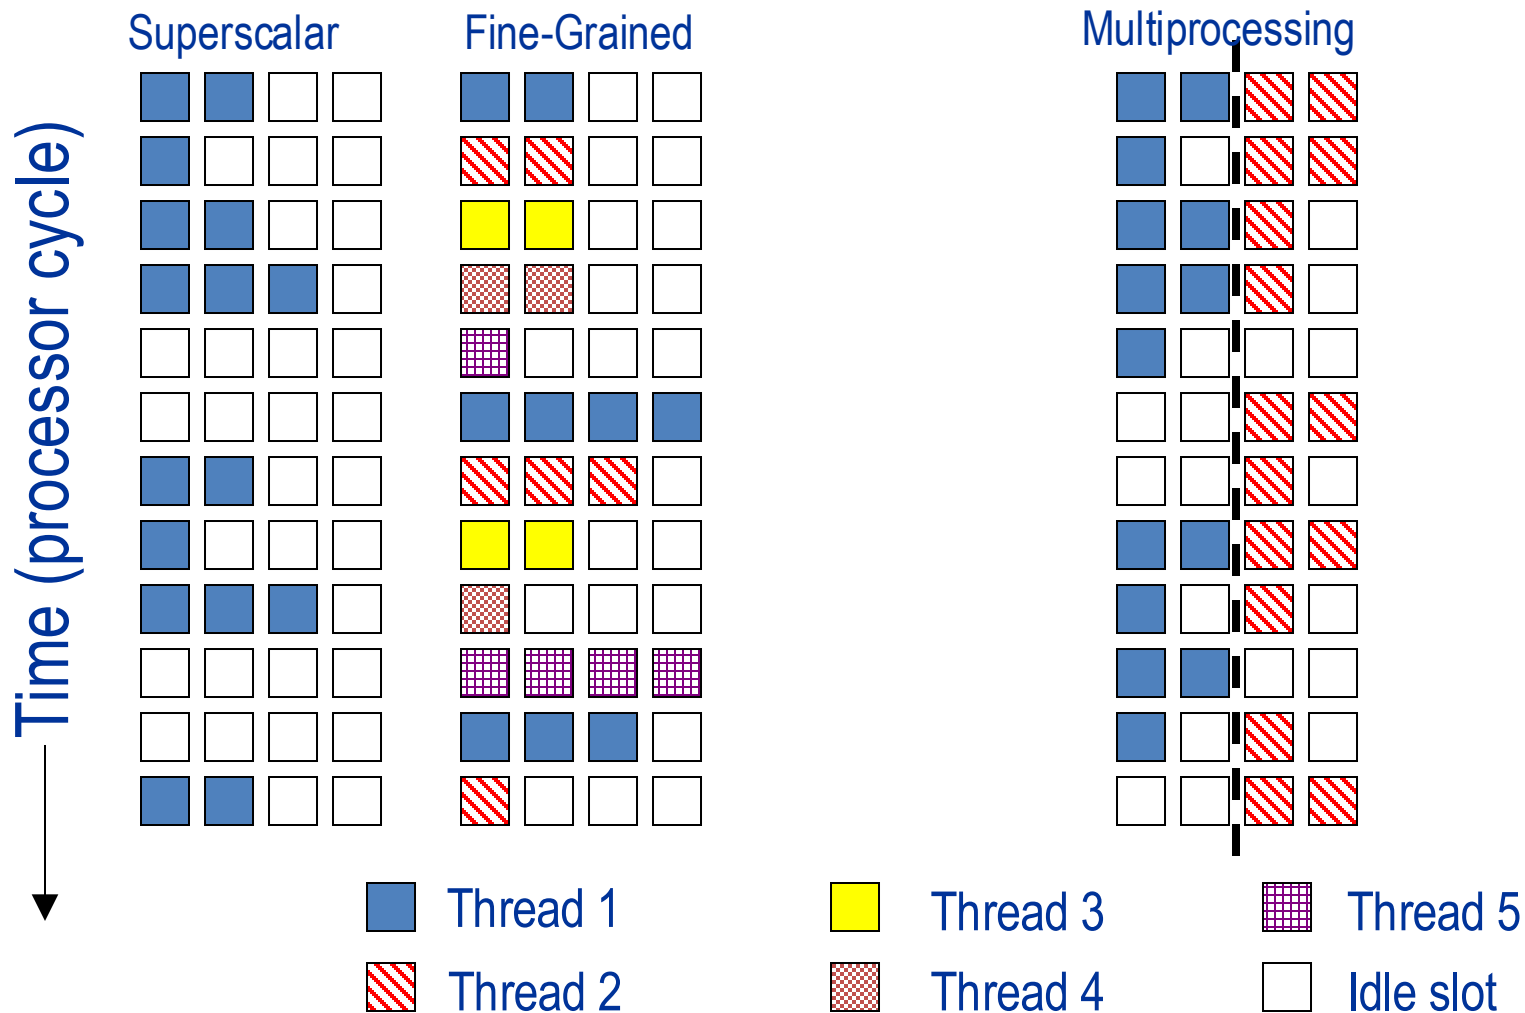 Superscalar
Fine-Grained
Multiprocessing
Time (processor cycle)
Thread 1
Thread 3
Thread 5
Thread 2
Thread 4
Idle slot